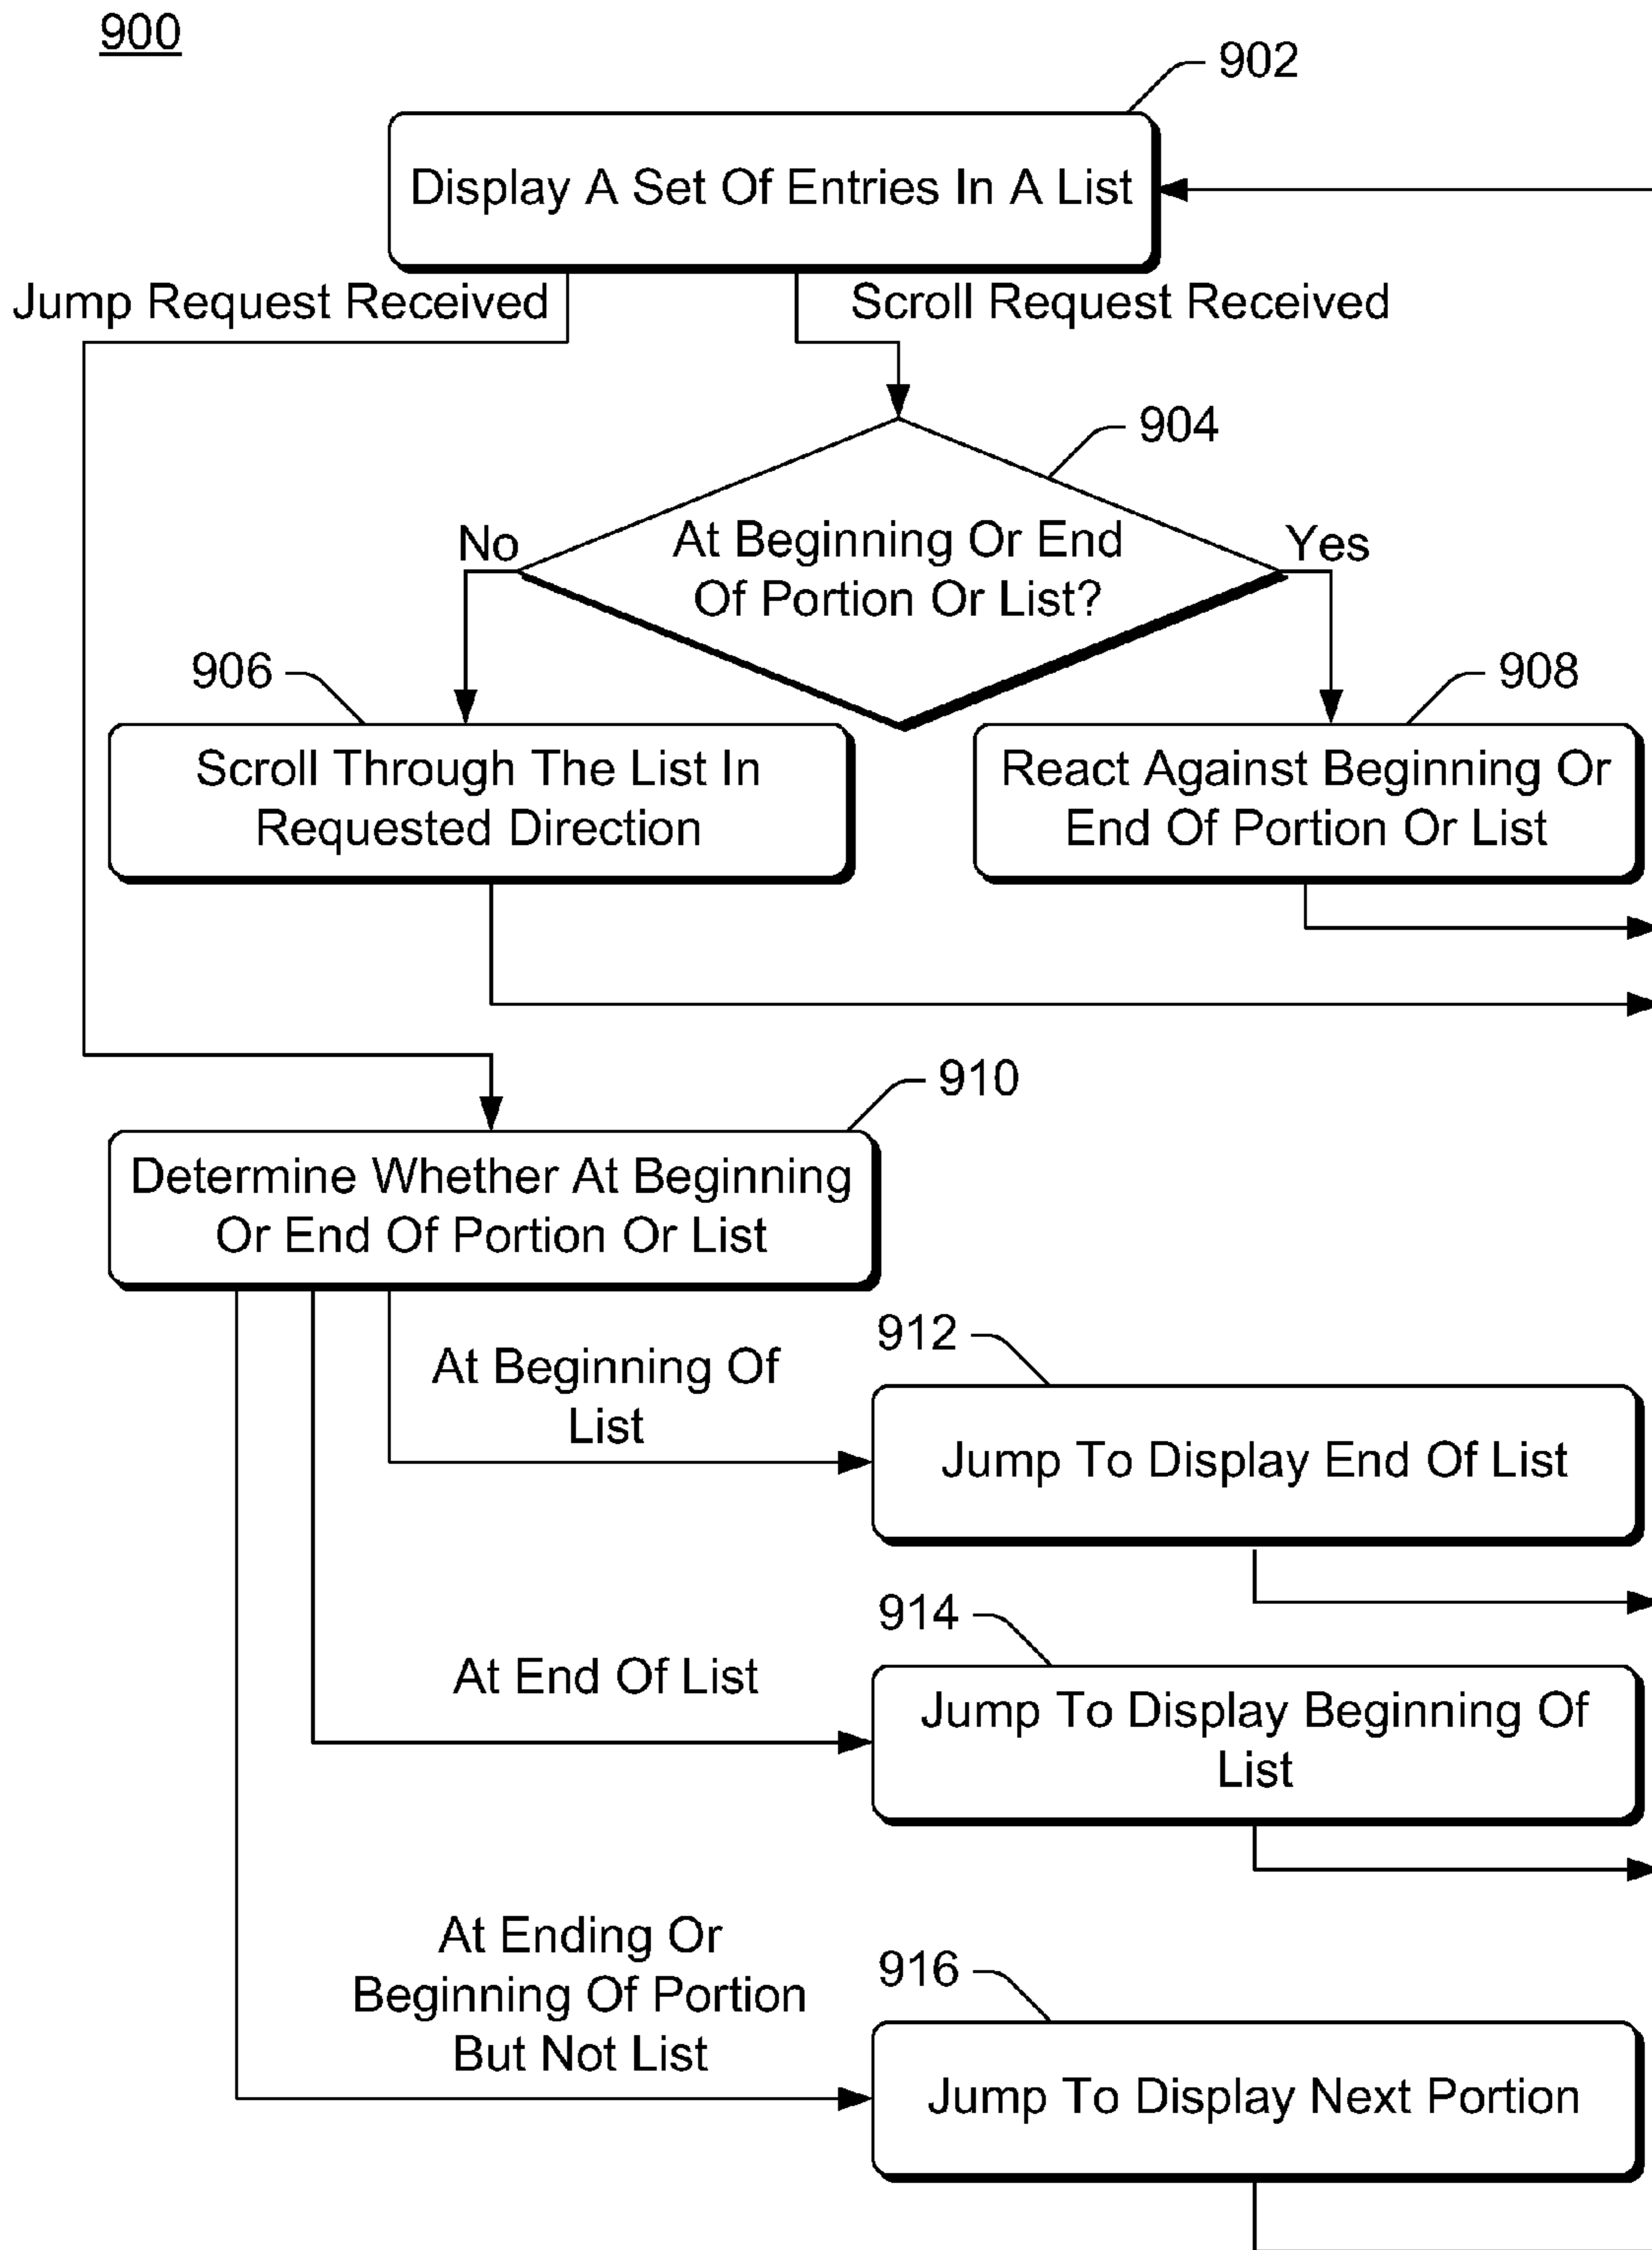 900
902
Display A Set Of Entries In A List
Jump Request Received
Scroll Request Received
904
No
At Beginning Or End
Of Portion Or List?
Yes
906
908
Scroll Through The List In
Requested Direction
React Against Beginning Or
End Of Portion Or List
910
Determine Whether At Beginning
Or End Of Portion Or List
912
At Beginning Of
List
Jump To Display End Of List
914
At End Of List
Jump To Display Beginning Of
List
At Ending Or
Beginning Of Portion
But Not List
916
Jump To Display Next Portion